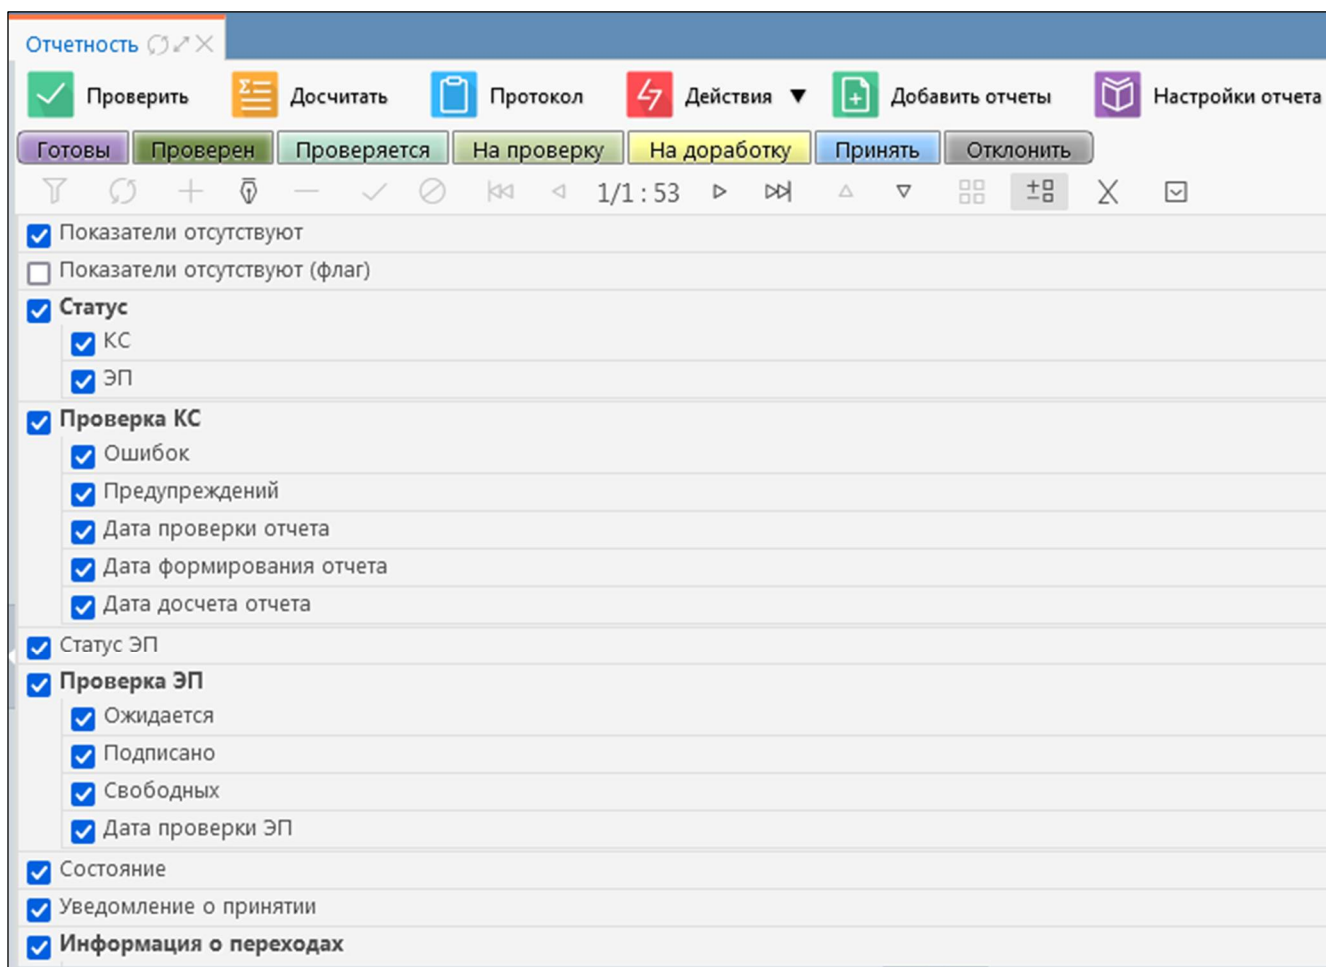 Отчетность
Проверить Досчитать Протокол Действия Добавить отчеты Настройки отчета
Готовы Проверен Проверяется На проверку На доработку Принять Отклонить
1/1 : 53
Показатели отсутствуют
Показатели отсутствуют (флаг)
Статус
КС
ЭП
Проверка КС
Ошибок
Предупреждений
Дата проверки отчета
Дата формирования отчета
Дата досчета отчета
Статус ЭП
Проверка ЭП
Ожидается
Подписано
Свободных
Дата проверки ЭП
Состояние
Уведомление о принятии
Информация о переходах